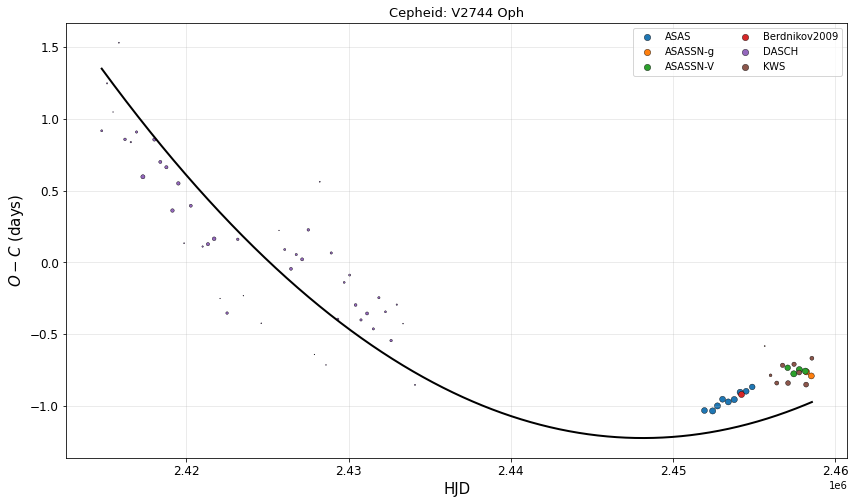 Cepheid: V2744 Oph
ASAS
ASASSN-g
ASASSN-V
Berdnikov2009
DASCH
KWS
1.5
1.0
0.5
0.0
−0.5
−1.0
O − C (days)
2.42
2.43
2.44
2.45
2.46
1e6
HJD